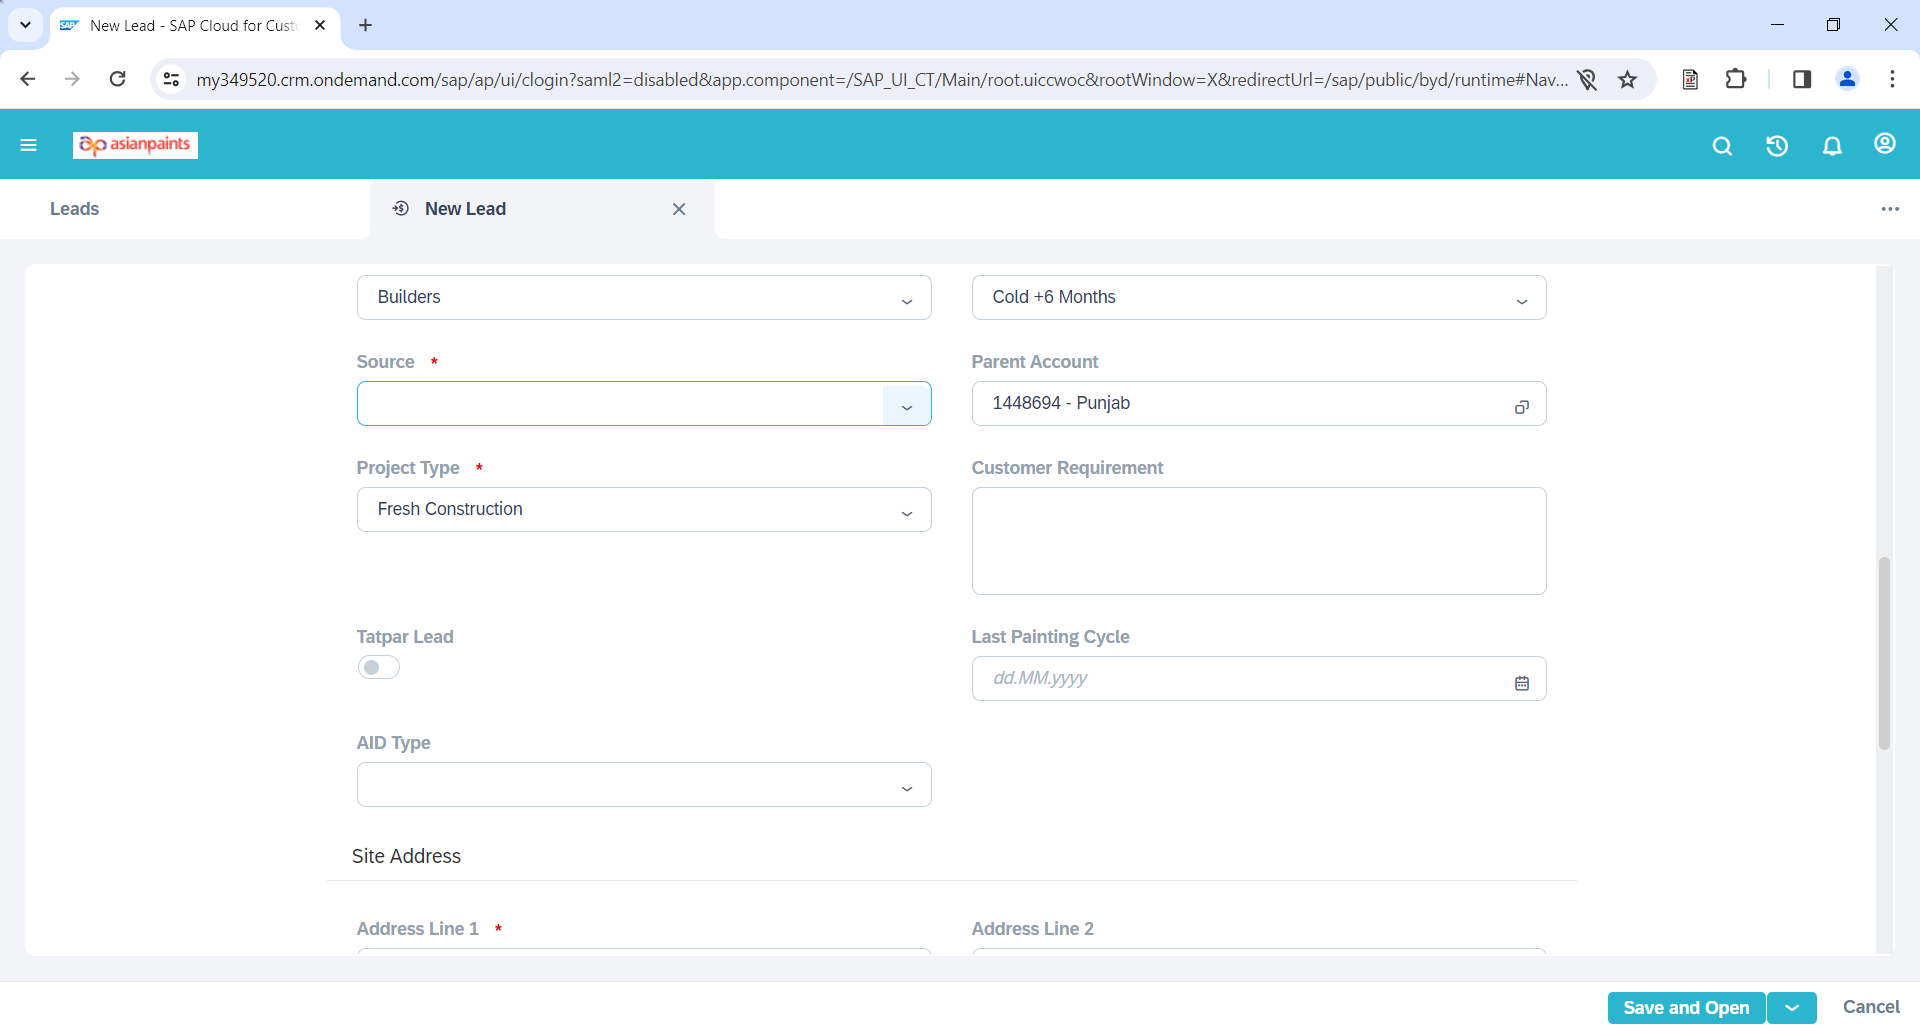 New Lead - SAP Cloud for Cust
my349520.crm.ondemand.com/sap/ap/ui/clogin?saml2=disabled&app.component=/SAP_UI_CT/Main/root.uiccwoc&rootWindow=X&redirectUrl=/sap/public/byd/runtime#Nav...
ap asianpaints
Leads
New Lead
Builders
Cold +6 Months
Source *
Parent Account
1448694 - Punjab
Project Type *
Customer Requirement
Fresh Construction
Tatpar Lead
Last Painting Cycle
dd.MM.yyyy
AID Type
Site Address
Address Line 1 *
Address Line 2
Save and Open
Cancel